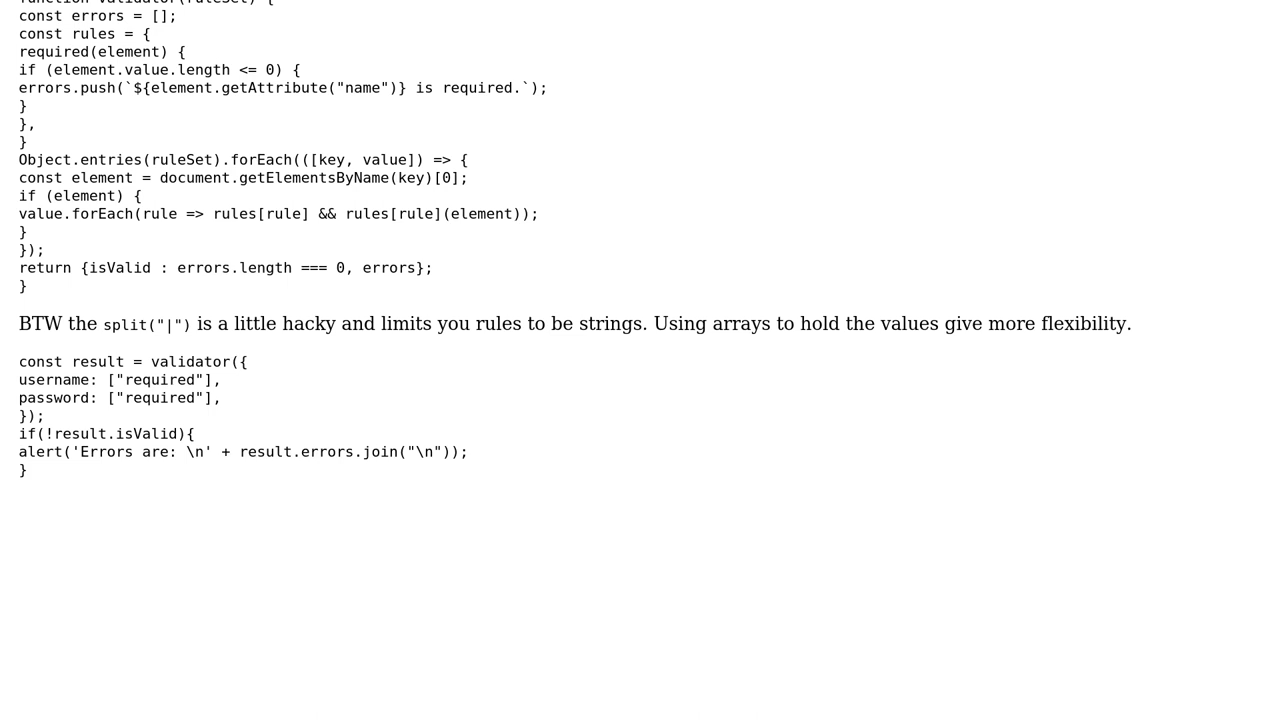 function validator(ruleSet) {
const errors = [];
const rules = {
required(element) {
if (element.value.length <= 0) {
errors.push(`${element.getAttribute("name")} is required.`);
}
},
}
Object.entries(ruleSet).forEach(([key, value]) => {
const element = document.getElementsByName(key)[0];
if (element) {
value.forEach(rule => rules[rule] && rules[rule](element));
}
});
return {isValid : errors.length === 0, errors};
}
BTW the split("|") is a little hacky and limits you rules to be strings. Using arrays to hold the values give more flexibility.
const result = validator({
username: ["required"],
password: ["required"],
});
if(!result.isValid){
alert('Errors are: \n' + result.errors.join("\n"));
}